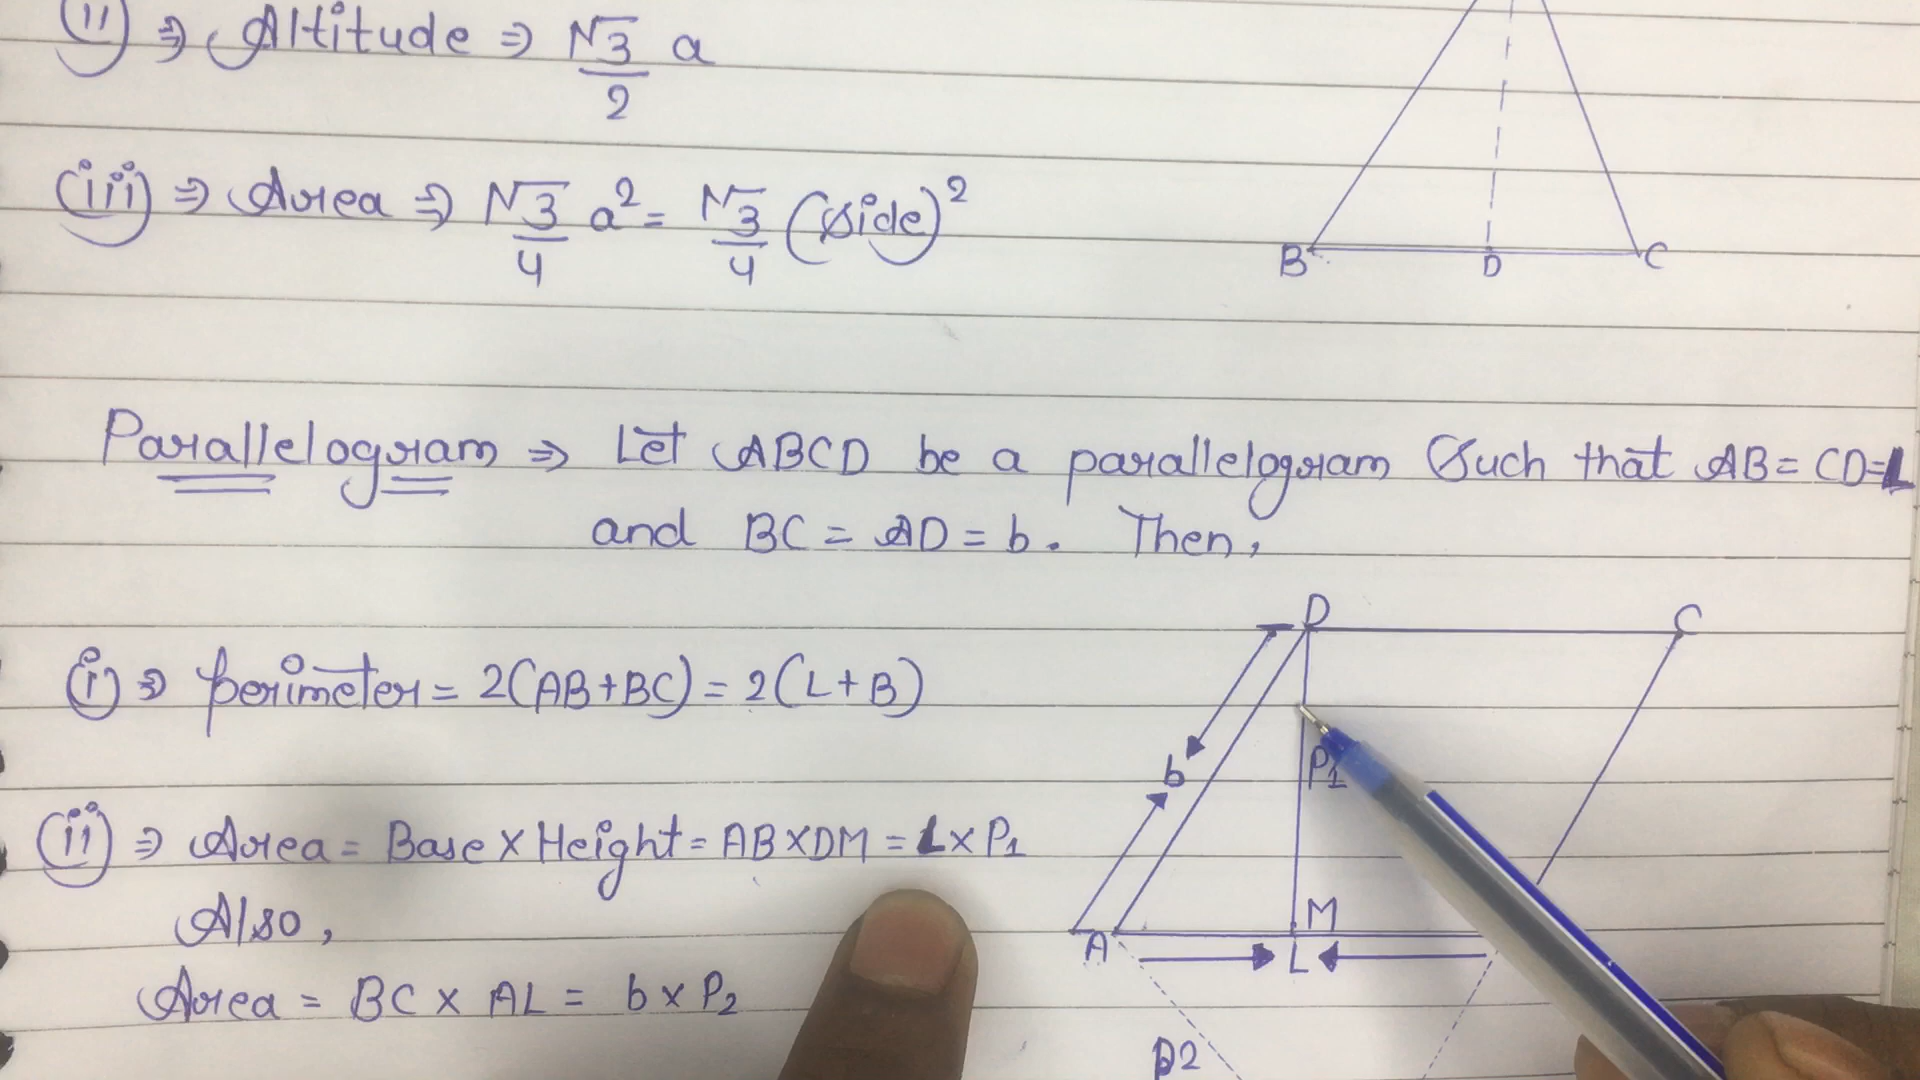 (ii) ⇒ Altitude ⇒ √3/2 a
(iii) ⇒ Area ⇒ √3/4 a² = √3/4 (Side)²
B D C
Parallelogram ⇒ Let ABCD be a parallelogram Such that AB = CD = L
and BC = AD = b. Then,
D C
(i) ⇒ Perimeter = 2(AB+BC) = 2(L+B)
b P₁
(ii) ⇒ Area = Base × Height = AB × DM = L × P₁
Also,
A M
L
Area = BC × AL = b × P₂
P2